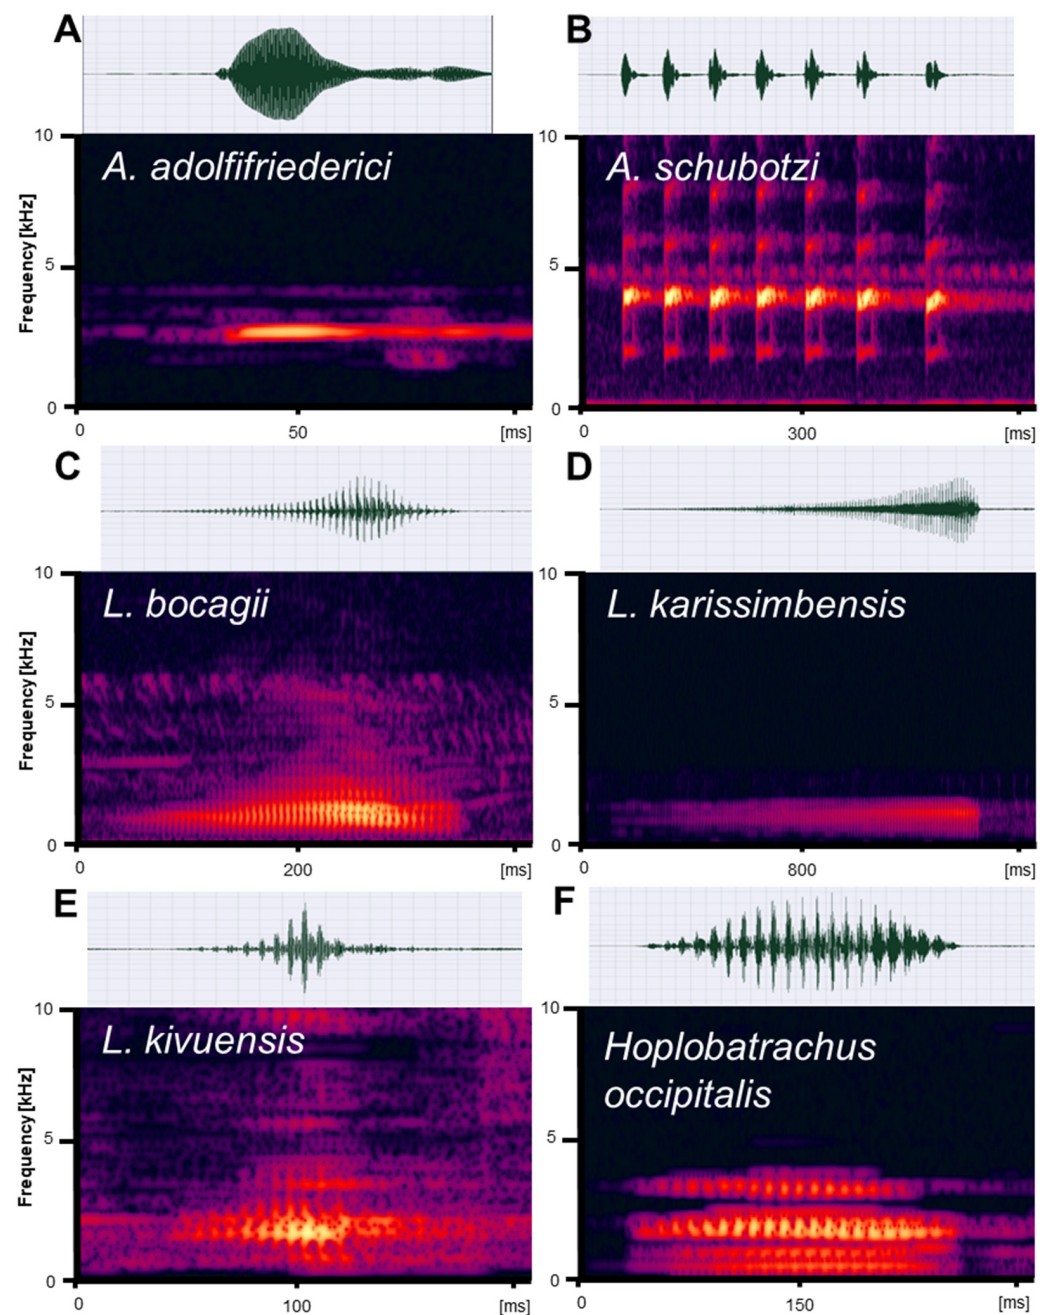 A
B
10
10
A. adolfifriederici
A. schubotzi
Frequency [kHz]
5
5
0
0
0
50
[ms]
0
300
[ms]
C
D
10
10
L. bocagii
L. karissimbensis
Frequency [kHz]
5
5
0
0
0
200
[ms]
0
800
[ms]
E
F
10
10
L. kivuensis
Hoplobatrachus
occipitalis
Frequency [kHz]
5
5
0
0
0
100
[ms]
0
150
[ms]